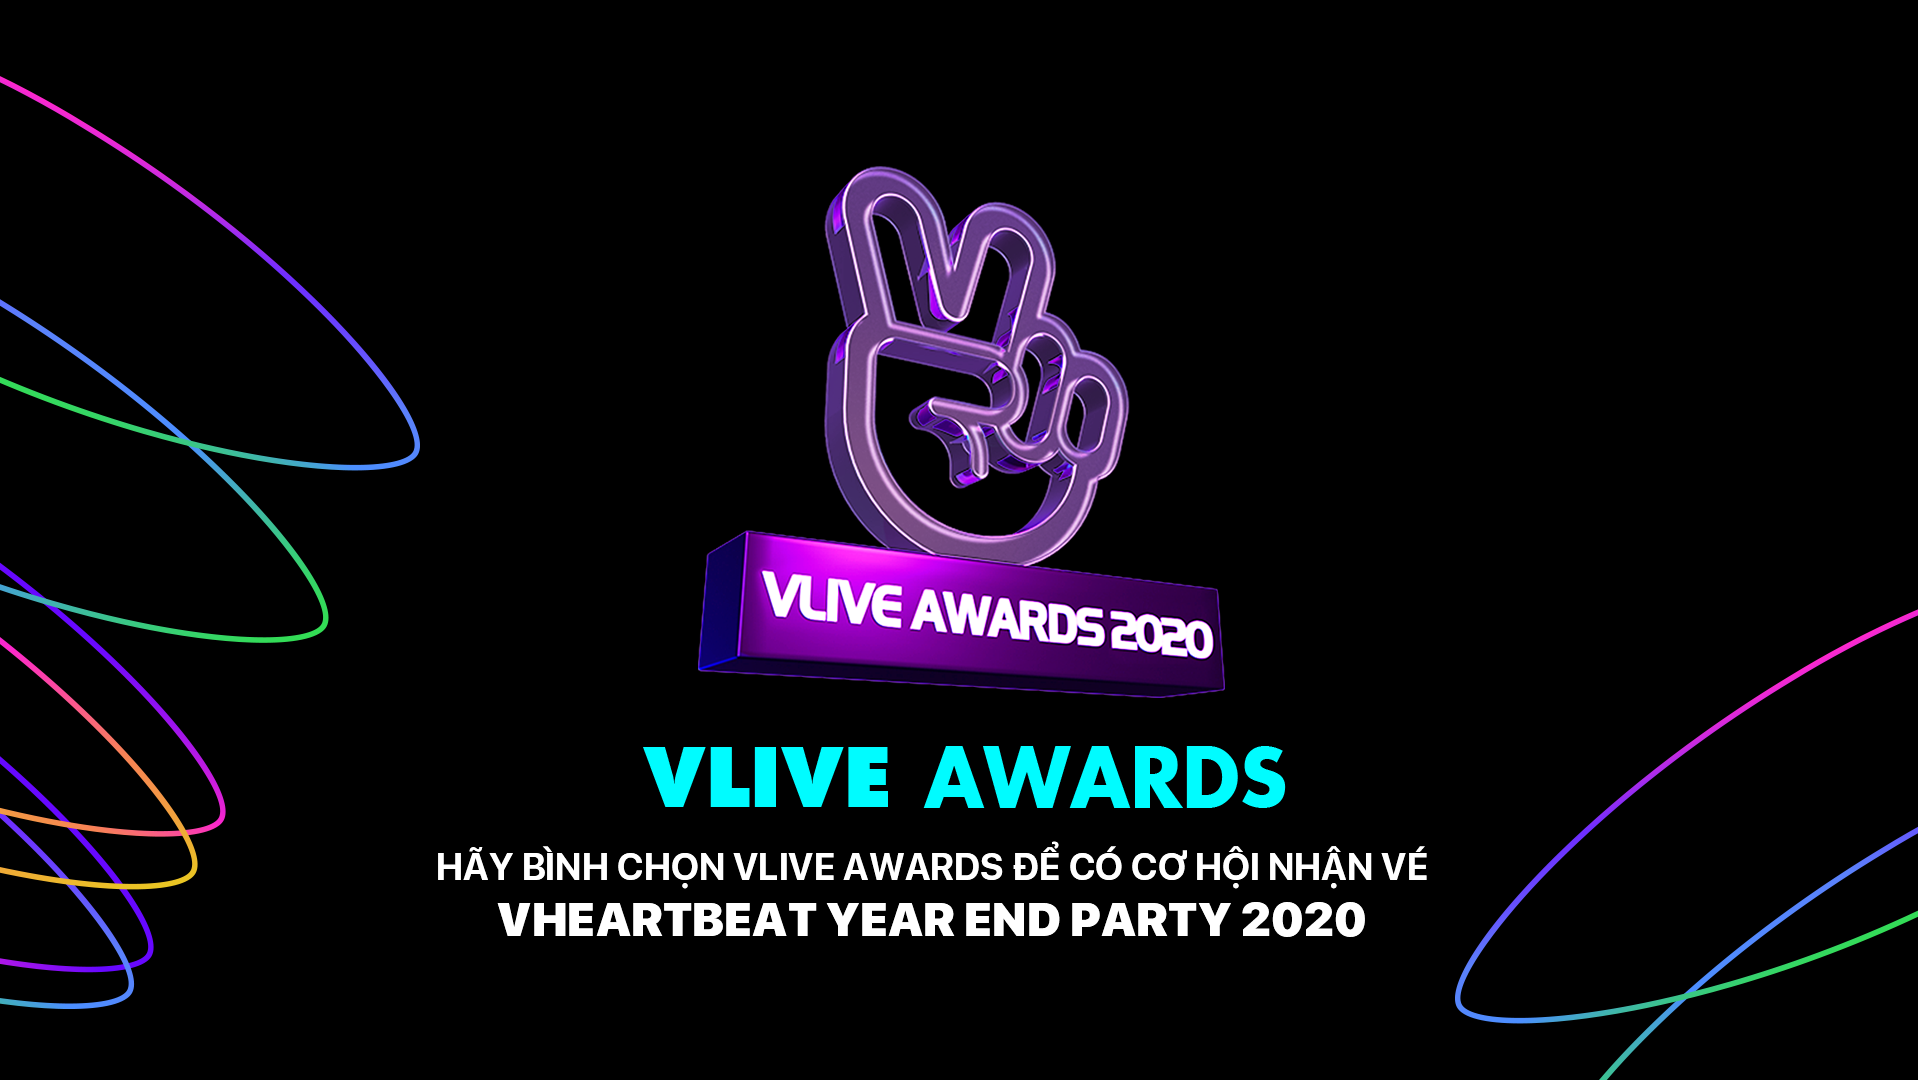 VLIVE AWARDS 2020
VLIVE AWARDS
HÃY BÌNH CHỌN VLIVE AWARDS ĐỂ CÓ CƠ HỘI NHẬN VÉ
VHEARTBEAT YEAR END PARTY 2020